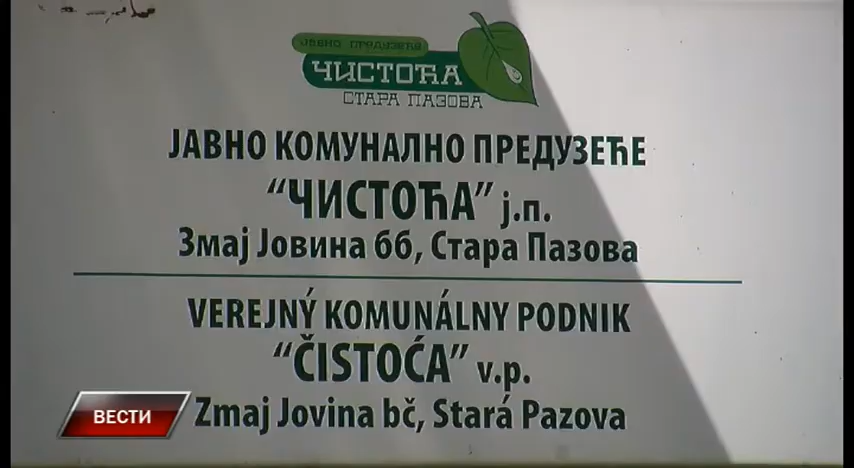 ЈАВНО ПРЕДУЗЕЋЕ
ЧИСТОЋА
СТАРА ПАЗОВА
ЈАВНО КОМУНАЛНО ПРЕДУЗЕЋЕ
“ЧИСТОЋА” ј.п.
Змај Јовина бб, Стара Пазова
VEREJNÝ KOMUNÁLNY PODNIK
“ČISTOĆA” v.p.
Zmaj Jovina bč, Stará Pazova
ВЕСТИ